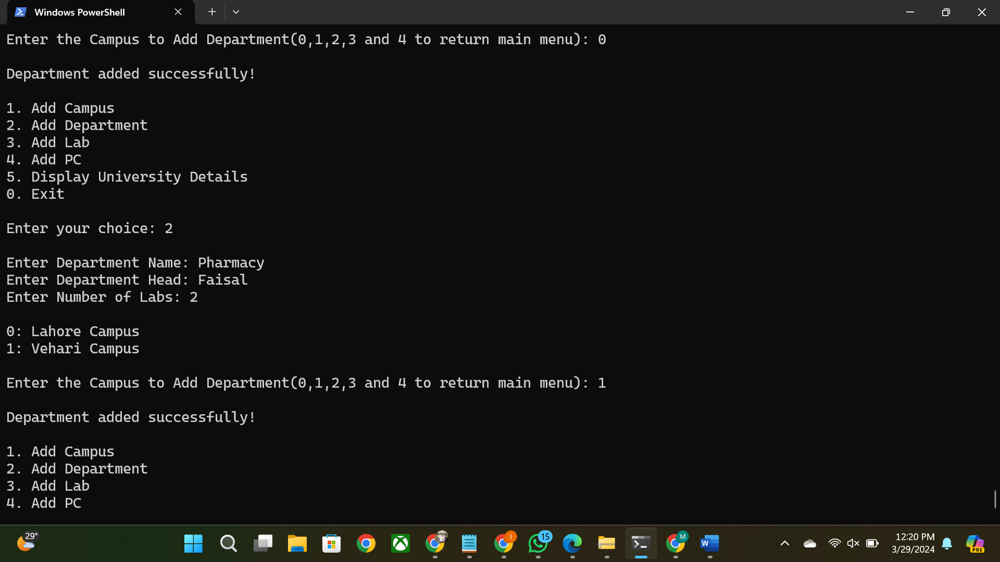 Windows PowerShell
Enter the Campus to Add Department(0,1,2,3 and 4 to return main menu): 0
Department added successfully!
1. Add Campus
2. Add Department
3. Add Lab
4. Add PC
5. Display University Details
0. Exit
Enter your choice: 2
Enter Department Name: Pharmacy
Enter Department Head: Faisal
Enter Number of Labs: 2
0: Lahore Campus
1: Vehari Campus
Enter the Campus to Add Department(0,1,2,3 and 4 to return main menu): 1
Department added successfully!
1. Add Campus
2. Add Department
3. Add Lab
4. Add PC
29°
I
15
M
W
12:20 PM
3/29/2024
PRE